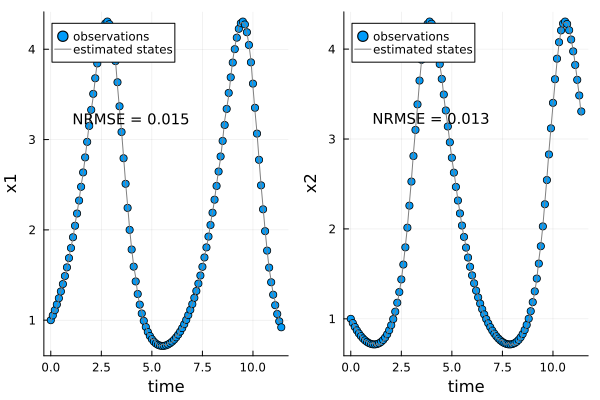 observations
estimated states
NRMSE = 0.015
x1
4
3
2
1
0.0 2.5 5.0 7.5 10.0
time
observations
estimated states
NRMSE = 0.013
x2
4
3
2
1
0.0 2.5 5.0 7.5 10.0
time